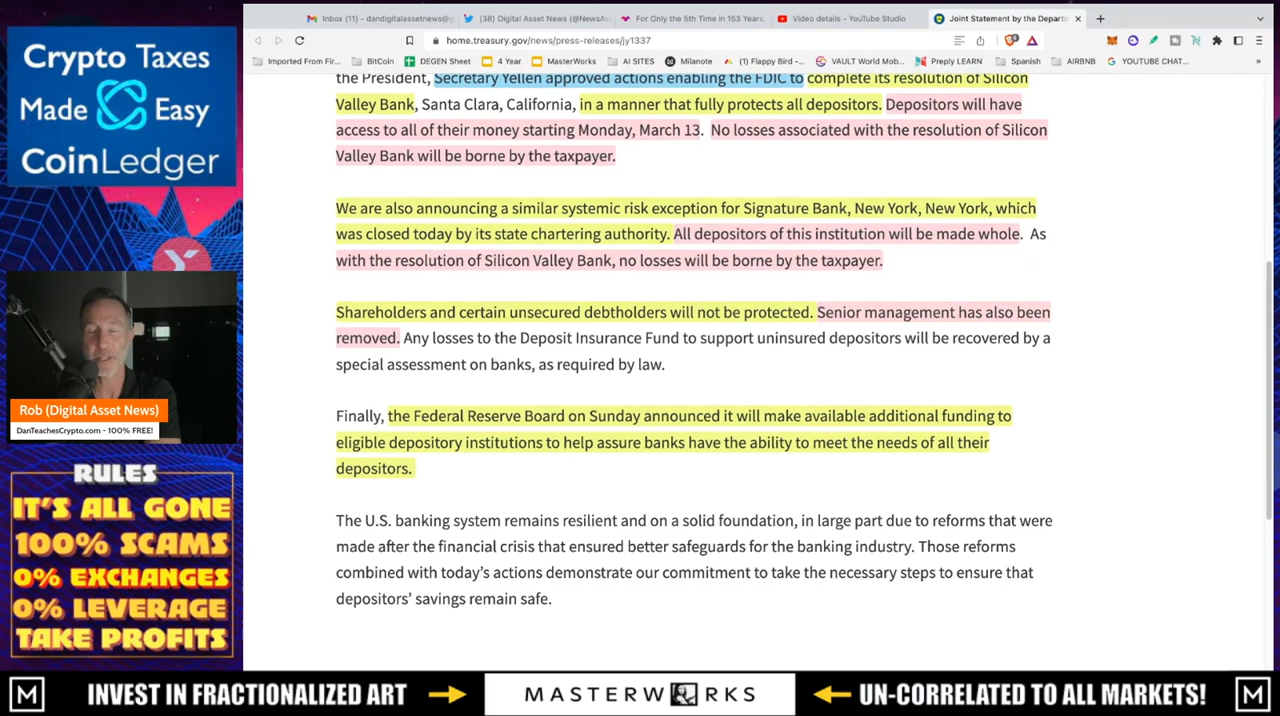 Crypto Taxes
Made Easy
CoinLedger
Inbox (11) – dandigitalassetnews@g
(38) Digital Asset News (@NewsAs
For Only the 5th Time in 153 Years,
Video details - YouTube Studio
Joint Statement by the Departm
home.treasury.gov/news/press-releases/jy1337
Imported From Fir... BitCoin DEGEN Sheet 4 Year MasterWorks AI SITES Milanote (1) Flappy Bird –... VAULT World Mob... Preply LEARN Spanish AIRBNB YOUTUBE CHAT... »
the President, Secretary Yellen approved actions enabling the FDIC to complete its resolution of Silicon
Valley Bank, Santa Clara, California, in a manner that fully protects all depositors. Depositors will have
access to all of their money starting Monday, March 13. No losses associated with the resolution of Silicon
Valley Bank will be borne by the taxpayer.
We are also announcing a similar systemic risk exception for Signature Bank, New York, New York, which
was closed today by its state chartering authority. All depositors of this institution will be made whole. As
with the resolution of Silicon Valley Bank, no losses will be borne by the taxpayer.
Shareholders and certain unsecured debtholders will not be protected. Senior management has also been
removed. Any losses to the Deposit Insurance Fund to support uninsured depositors will be recovered by a
special assessment on banks, as required by law.
Finally, the Federal Reserve Board on Sunday announced it will make available additional funding to
eligible depository institutions to help assure banks have the ability to meet the needs of all their
depositors.
The U.S. banking system remains resilient and on a solid foundation, in large part due to reforms that were
made after the financial crisis that ensured better safeguards for the banking industry. Those reforms
combined with today's actions demonstrate our commitment to take the necessary steps to ensure that
depositors' savings remain safe.
Rob (Digital Asset News)
DanTeachesCrypto.com - 100% FREE!
RULES
IT'S ALL GONE
100% SCAMS
0% EXCHANGES
0% LEVERAGE
TAKE PROFITS
M INVEST IN FRACTIONALIZED ART
MASTERWORKS
UN-CORRELATED TO ALL MARKETS! M